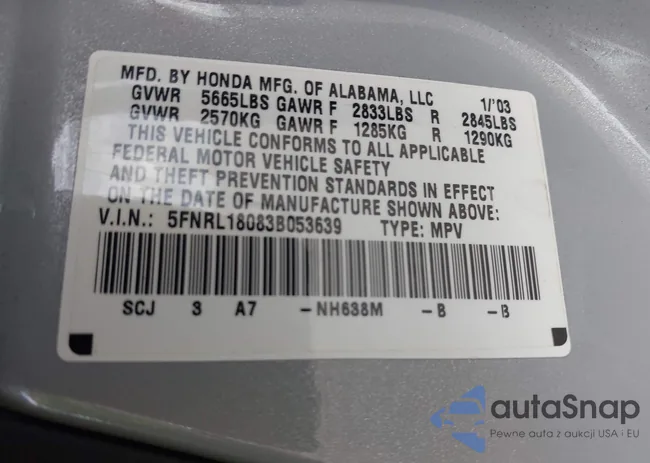 MFD. BY HONDA MFG. OF ALABAMA, LLC 1/'03
GVWR 5665LBS GAWR F 2833LBS R 2845LBS
GVWR 2570KG GAWR F 1285KG R 1290KG
THIS VEHICLE CONFORMS TO ALL APPLICABLE
FEDERAL MOTOR VEHICLE SAFETY
AND THEFT PREVENTION STANDARDS IN EFFECT
ON THE DATE OF MANUFACTURE SHOWN ABOVE:
V.I.N.: 5FNRL18083B053639 TYPE: MPV
SCJ 3 A7 -NH638M -B -B
autaSnap
Pewne auta z aukcji USA i EU